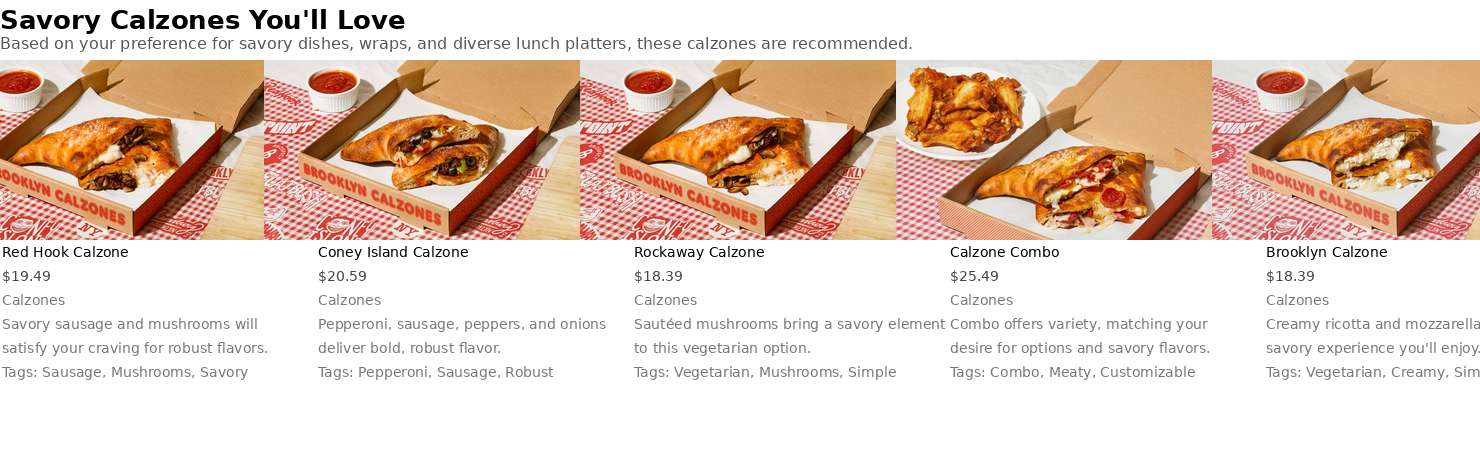 Savory Calzones You'll Love
Based on your preference for savory dishes, wraps, and diverse lunch platters, these calzones are recommended.
BROOKLYN CALZONES
BROOKLYN CALZONES
BROOKLYN CALZONES
BROOKLYN CALZONES
NY
NY
NY
NY
Red Hook Calzone
$19.49
Calzones
Savory sausage and mushrooms will
satisfy your craving for robust flavors.
Tags: Sausage, Mushrooms, Savory
Coney Island Calzone
$20.59
Calzones
Pepperoni, sausage, peppers, and onions
deliver bold, robust flavor.
Tags: Pepperoni, Sausage, Robust
Rockaway Calzone
$18.39
Calzones
Sautéed mushrooms bring a savory element
to this vegetarian option.
Tags: Vegetarian, Mushrooms, Simple
Calzone Combo
$25.49
Calzones
Combo offers variety, matching your
desire for options and savory flavors.
Tags: Combo, Meaty, Customizable
Brooklyn Calzone
$18.39
Calzones
Creamy ricotta and mozzarella
savory experience you'll enjoy.
Tags: Vegetarian, Creamy, Sim